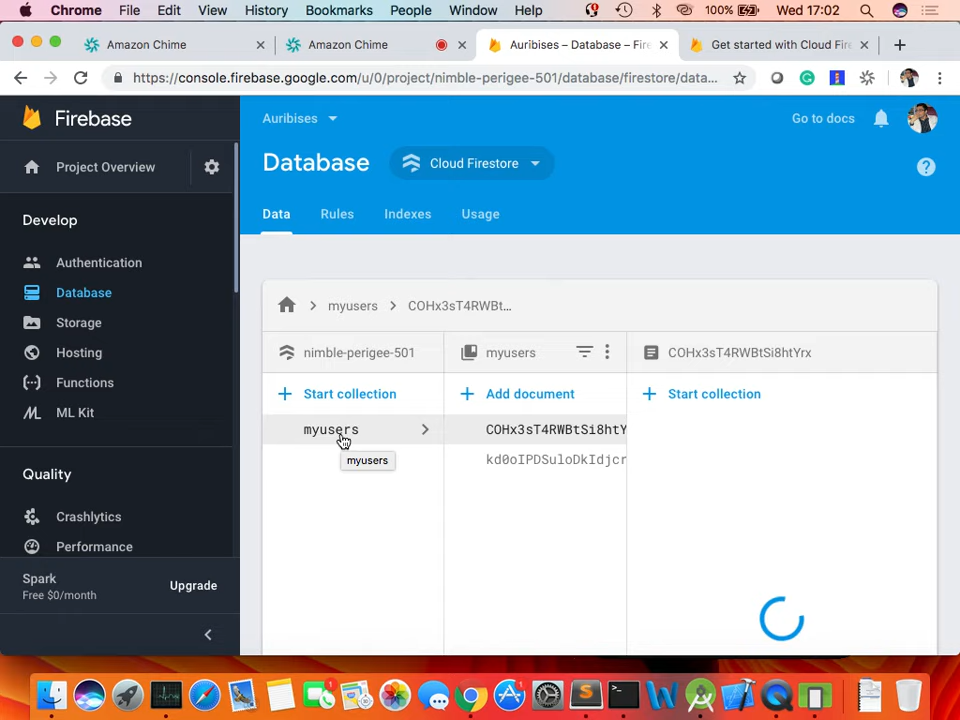 Chrome File Edit View History Bookmarks People Window Help 100% Wed 17:02
Amazon Chime Amazon Chime Auribises – Database – Fire Get started with Cloud Fir
https://console.firebase.google.com/u/0/project/nimble-perigee-501/database/firestore/data...
Firebase
Auribises
Go to docs
Project Overview
Database
Cloud Firestore
Data Rules Indexes Usage
Develop
Authentication
Database
Storage
Hosting
Functions
ML Kit
Quality
Crashlytics
Performance
Spark
Free $0/month
Upgrade
myusers COHx3sT4RWBt...
nimble-perigee-501 myusers COHx3sT4RWBtSi8htYrx
Start collection Add document Start collection
myusers COHx3sT4RWBtSi8htY
myusers
kd0oIPDSuloDkIdjcr